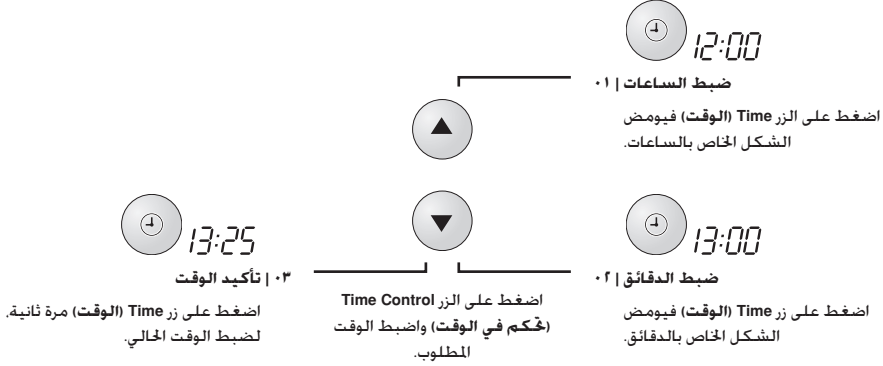 12:00
٠١ | ضبط الساعات
اضغط على الزر Time (الوقت) فيومض
الشكل الخاص بالساعات.
13:00
٠٢ | ضبط الدقائق
اضغط على زر Time (الوقت) فيومض
الشكل الخاص بالدقائق.
اضغط على الزر Time Control
(تحكم في الوقت) واضبط الوقت
المطلوب.
13:25
٠٣ | تأكيد الوقت
اضغط على زر Time (الوقت) مرة ثانية.
لضبط الوقت الحالي.